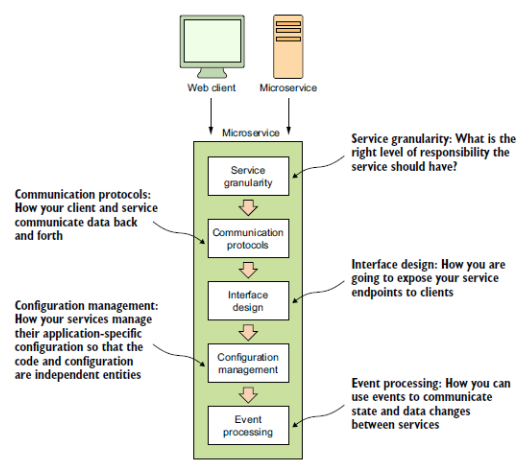 Web client
Microservice
Microservice
Service granularity: What is the
right level of responsibility the
service should have?
Service
granularity
Communication protocols:
How your client and service
communicate data back
and forth
Communication
protocols
Interface design: How you are
going to expose your service
endpoints to clients
Interface
design
Configuration management:
How your services manage
their application-specific
configuration so that the
code and configuration
are independent entities
Configuration
management
Event processing: How you can
use events to communicate
state and data changes
between services
Event
processing